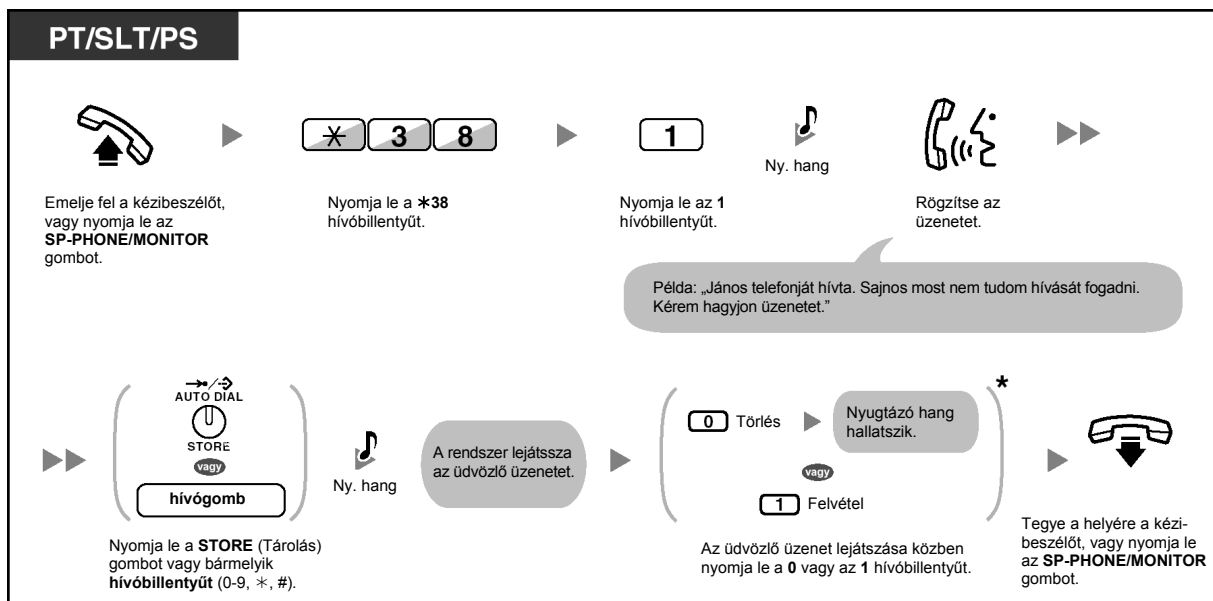 PT/SLT/PS
✳ 3 8
1
Ny. hang
Emelje fel a kézibeszélőt,
vagy nyomja le az
SP-PHONE/MONITOR
gombot.
Nyomja le a ✳38
hívóbillentyűt.
Nyomja le az 1
hívóbillentyűt.
Rögzítse az
üzenetet.
Példa: „János telefonját hívta. Sajnos most nem tudom hívását fogadni.
Kérem hagyjon üzenetet.”
AUTO DIAL
STORE
vagy
hívógomb
Nyomja le a STORE (Tárolás)
gombot vagy bármelyik
hívóbillentyűt (0-9, ✳, #).
Ny. hang
A rendszer lejátssza
az üdvözlő üzenetet.
0 Törlés
Nyugtázó hang
hallatszik.
*
vagy
1 Felvétel
Az üdvözlő üzenet lejátszása közben
nyomja le a 0 vagy az 1 hívóbillentyűt.
Tegye a helyére a kézi-
beszélőt, vagy nyomja le
az SP-PHONE/MONITOR
gombot.